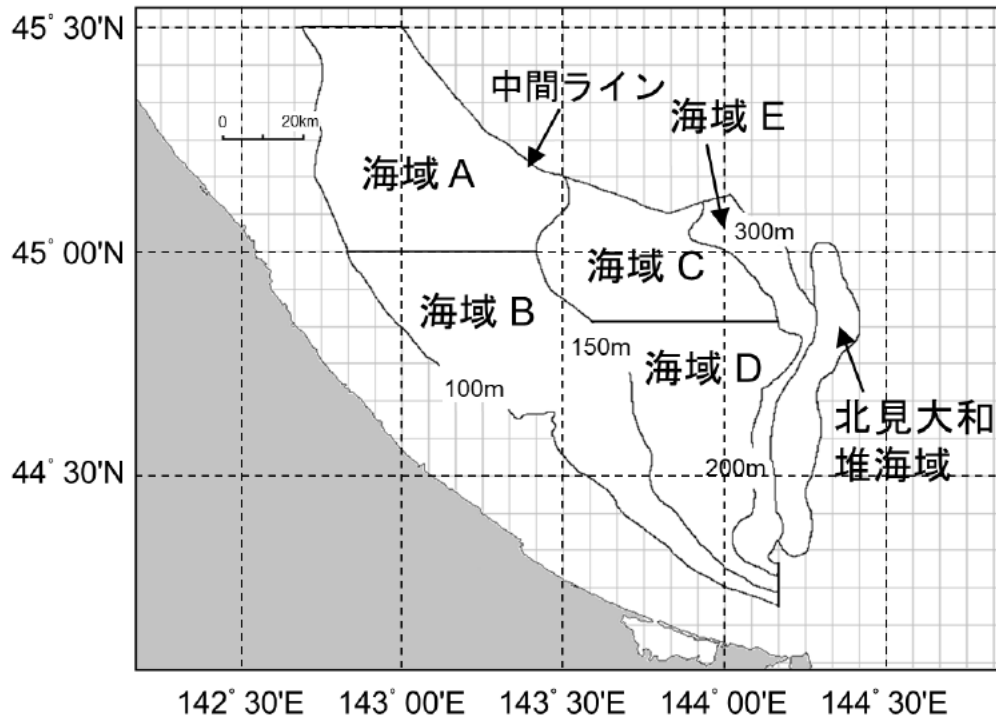 45° 30'N
中間ライン
海域 E
0 20km
海域 A
300m
45° 00'N
海域 C
海域 B
150m
海域 D
100m
北見大和
堆海域
200m
44° 30'N
142° 30'E 143° 00'E 143° 30'E 144° 00'E 144° 30'E